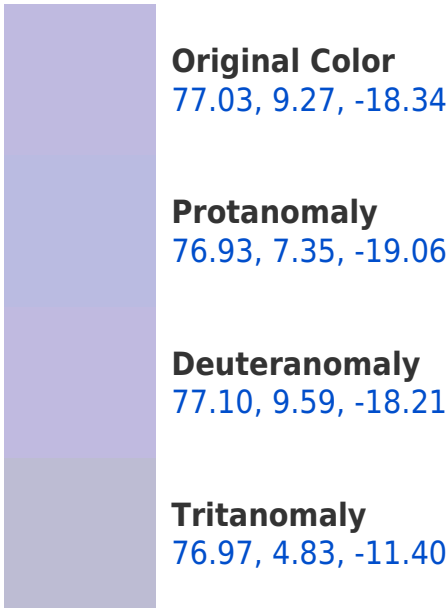 Original Color
77.03, 9.27, -18.34
Protanomaly
76.93, 7.35, -19.06
Deuteranomaly
77.10, 9.59, -18.21
Tritanomaly
76.97, 4.83, -11.40